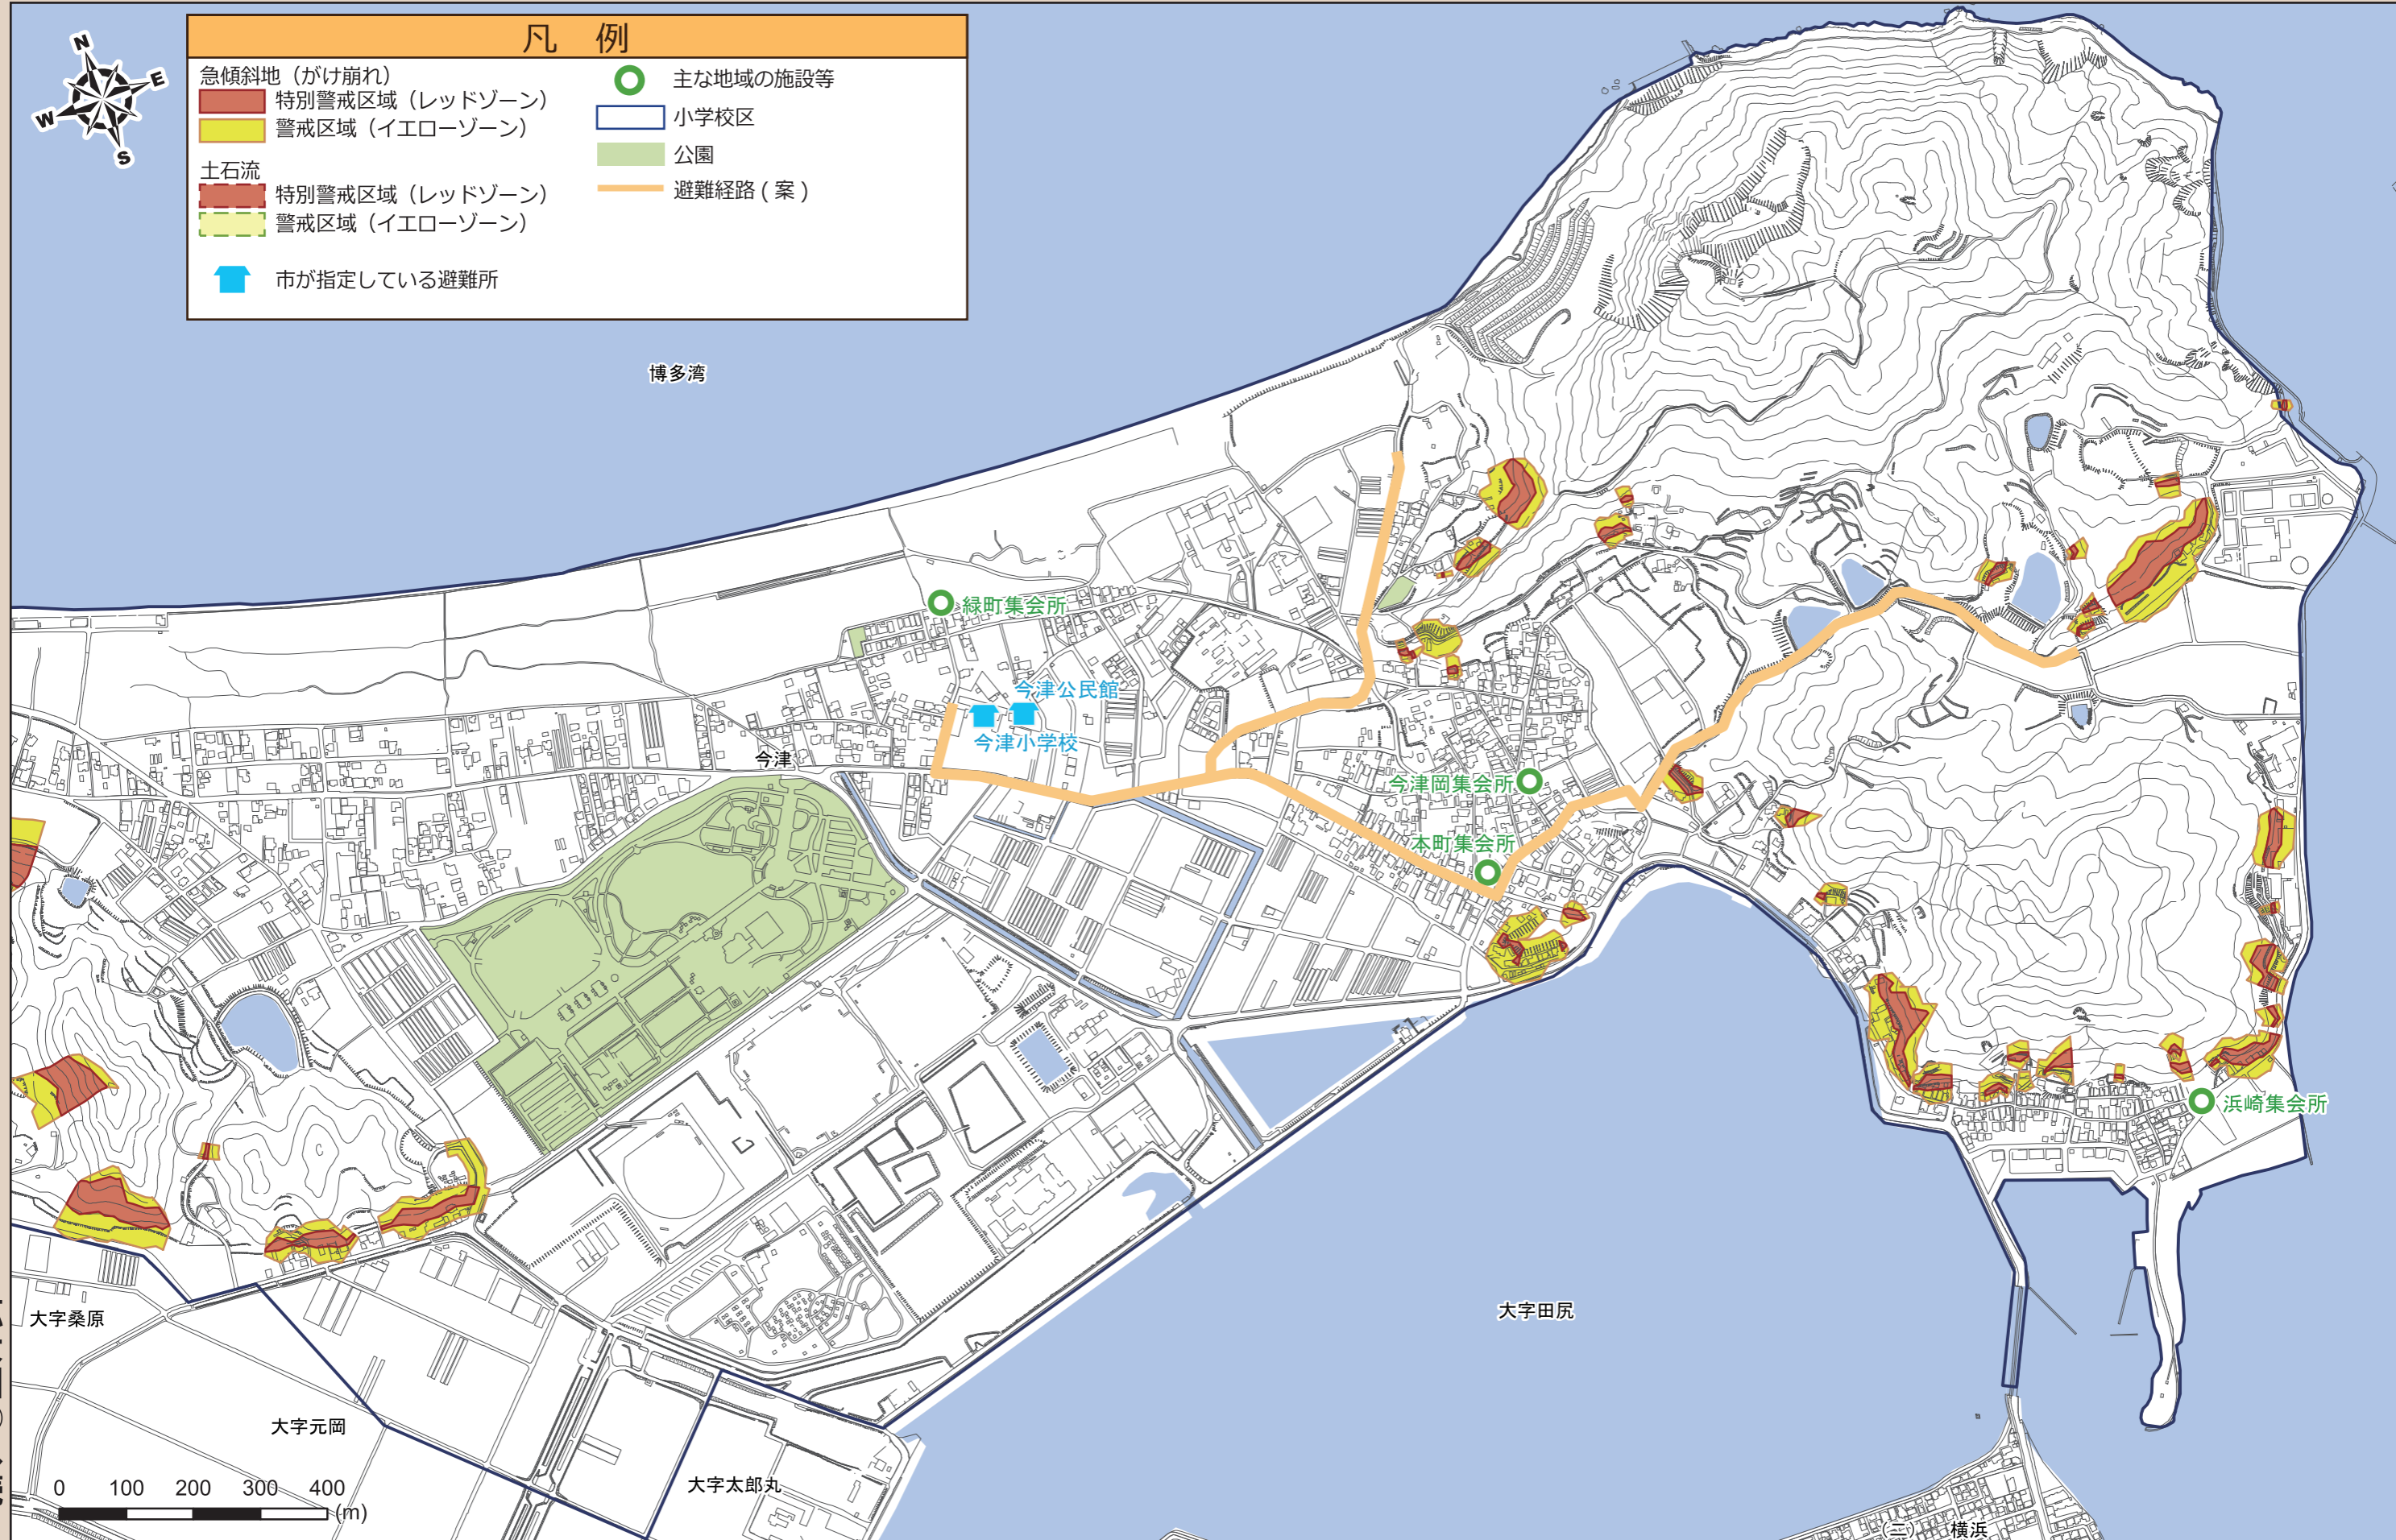 凡 例
急傾斜地（がけ崩れ）
特別警戒区域（レッドゾーン）
警戒区域（イエローゾーン）
土石流
特別警戒区域（レッドゾーン）
警戒区域（イエローゾーン）
市が指定している避難所
主な地域の施設等
小学校区
公園
避難経路 ( 案 )
N
E
W
S
博多湾
緑町集会所
今津公民館
今津小学校
今津
今津岡集会所
本町集会所
浜崎集会所
大字桑原
大字田尻
大字元岡
大字太郎丸
0 100 200 300 400
(m)
(二) 横浜